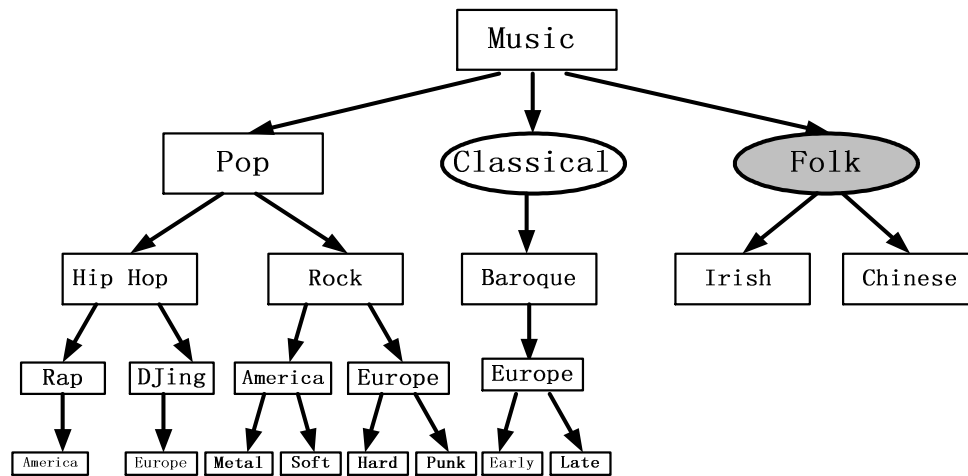 Music
Pop
Classical
Folk
Hip Hop
Rock
Baroque
Irish
Chinese
Rap
DJing
America
Europe
Europe
America
Europe
Metal
Soft
Hard
Punk
Early
Late